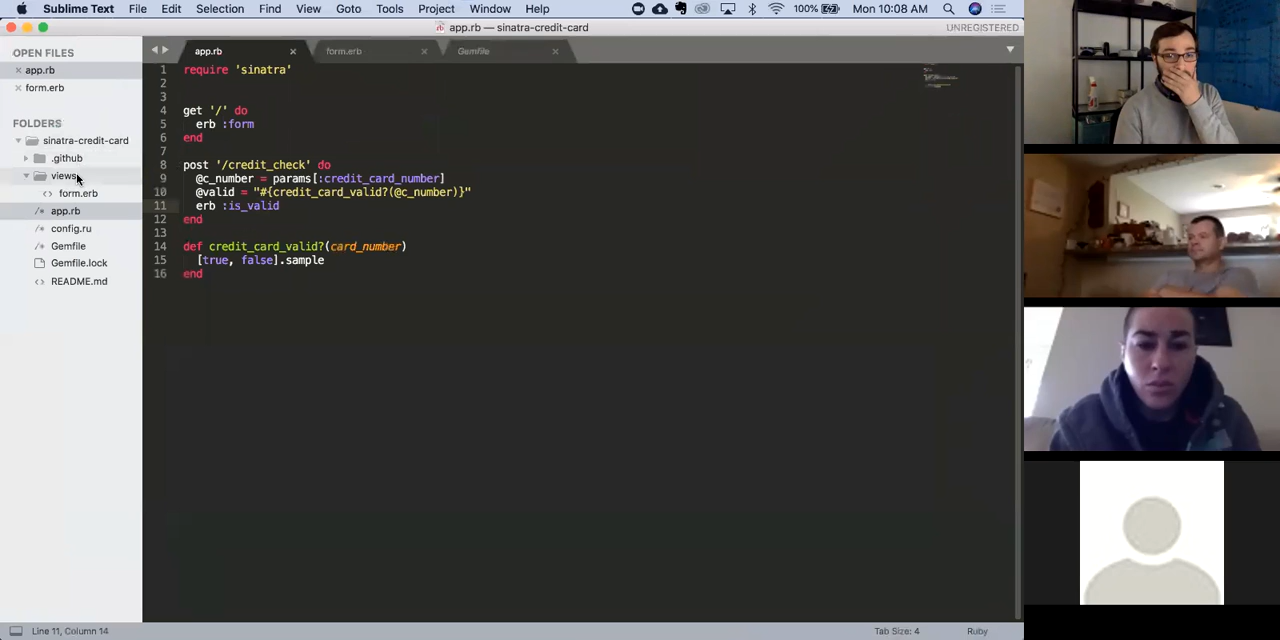 Sublime Text File Edit Selection Find View Goto Tools Project Window Help 100% Mon 10:08 AM
app.rb — sinatra-credit-card UNREGISTERED
OPEN FILES
app.rb
form.erb
FOLDERS
sinatra-credit-card
.github
views
form.erb
app.rb
config.ru
Gemfile
Gemfile.lock
README.md
app.rb form.erb Gemfile
1 require 'sinatra'
2
3
4 get '/' do
5 erb :form
6 end
7
8 post '/credit_check' do
9 @c_number = params[:credit_card_number]
10 @valid = "#{credit_card_valid?(@c_number)}"
11 erb :is_valid
12 end
13
14 def credit_card_valid?(card_number)
15 [true, false].sample
16 end
Line 11, Column 14 Tab Size: 4 Ruby